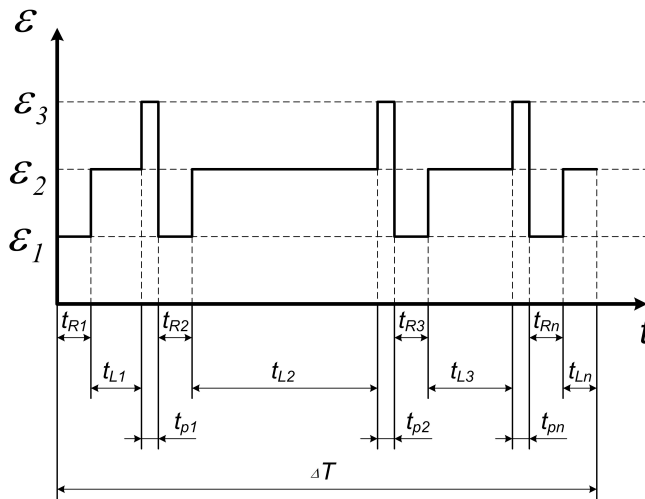 ε
ε3
ε2
ε1
t
tR1 tR2 tR3 tRn
tL1 tL2 tL3 tLn
tp1 tp2 tpn
ΔT